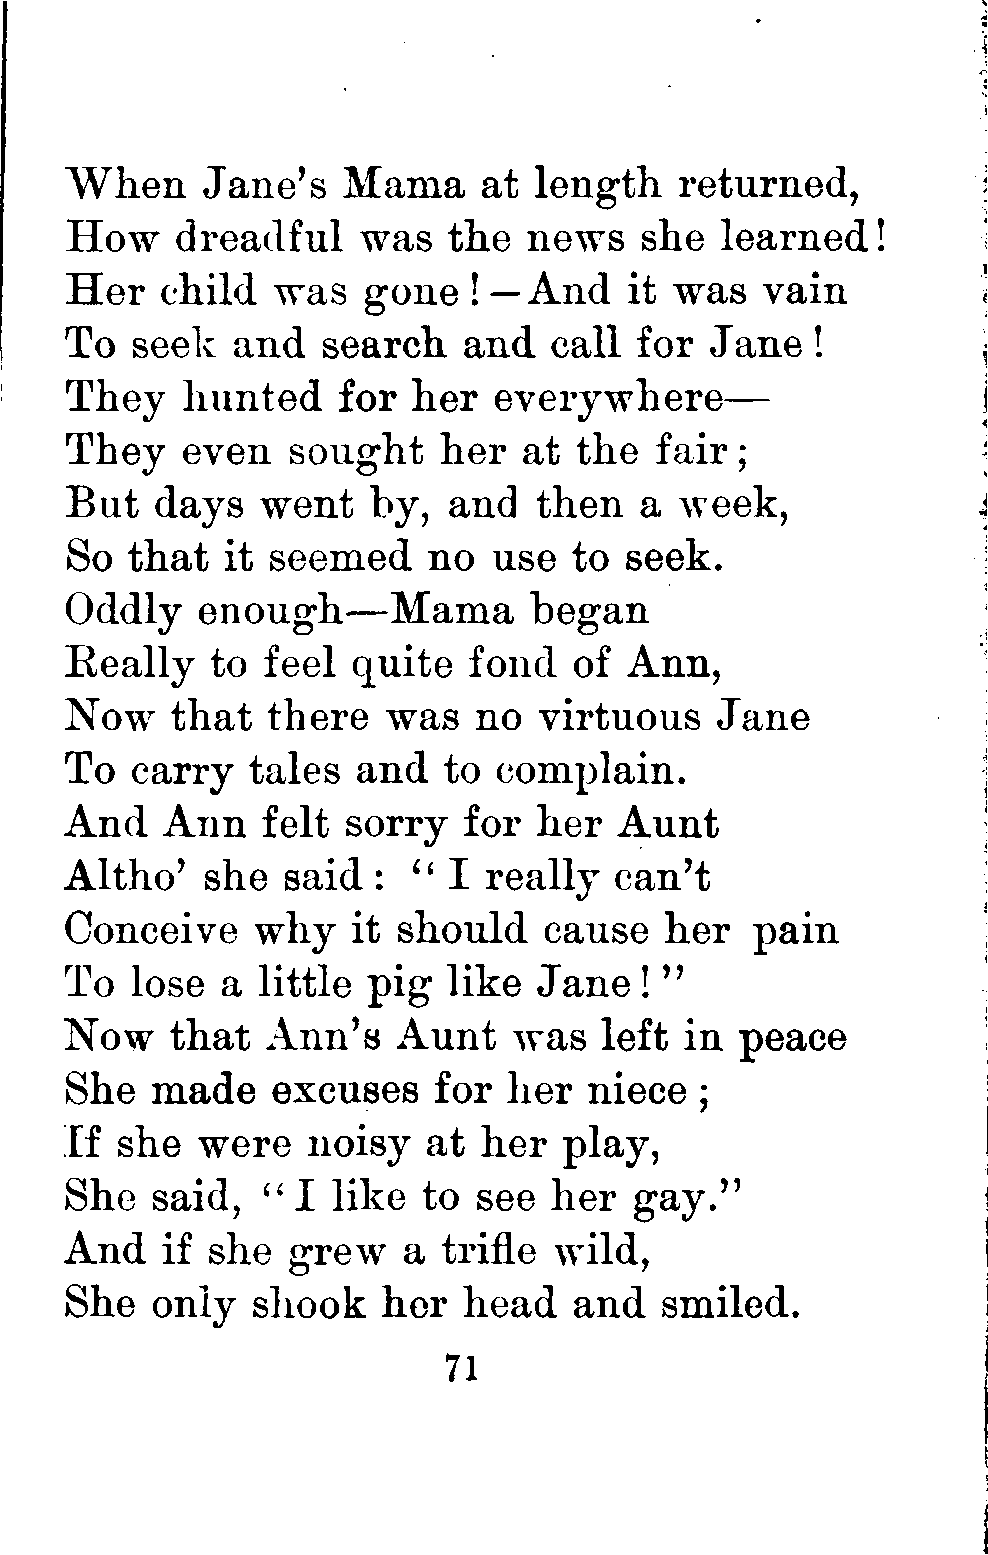 When Jane's Mama at length returned,
How dreadful was the news she learned!
Her child was gone!—And it was vain
To seek and search and call for Jane!
They hunted for her everywhere—
They even sought her at the fair;
But days went by, and then a week,
So that it seemed no use to seek.
Oddly enough—Mama began
Really to feel quite fond of Ann,
Now that there was no virtuous Jane
To carry tales and to complain.
And Ann felt sorry for her Aunt
Altho' she said: "I really can't
Conceive why it should cause her pain
To lose a little pig like Jane!"
Now that Ann's Aunt was left in peace
She made excuses for her niece;
If she were noisy at her play,
She said, "I like to see her gay."
And if she grew a trifle wild,
She only shook her head and smiled.
71